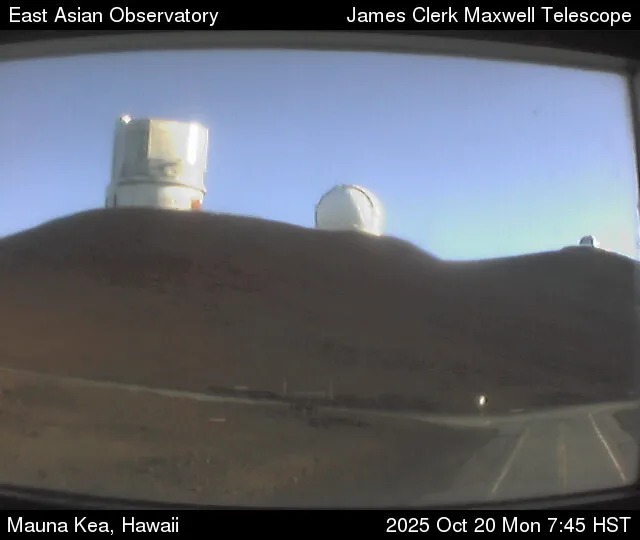 East Asian Observatory
James Clerk Maxwell Telescope
Mauna Kea, Hawaii
2025 Oct 20 Mon 7:45 HST